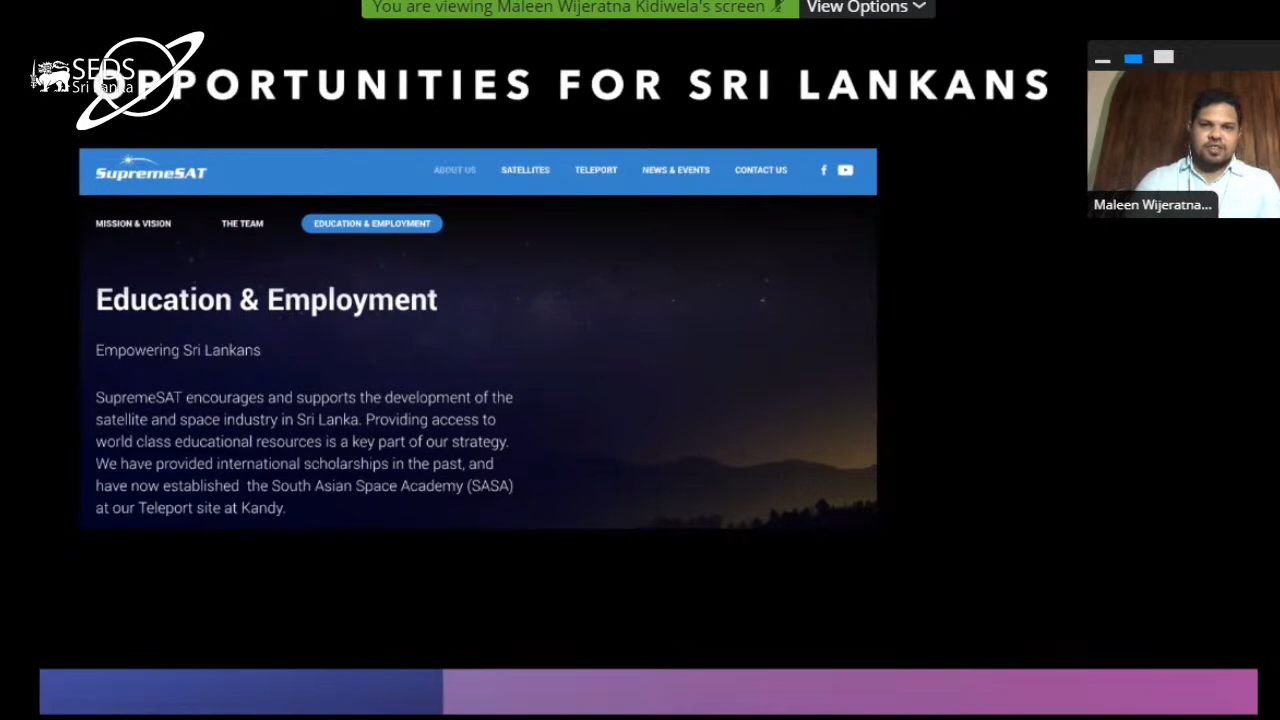 You are viewing Maleen Wijeratna Kidiwela's screen
View Options
SEDS
Sri Lanka
OPPORTUNITIES FOR SRI LANKANS
Maleen Wijeratna...
SupremeSAT
ABOUT US
SATELLITES
TELEPORT
NEWS & EVENTS
CONTACT US
MISSION & VISION
THE TEAM
EDUCATION & EMPLOYMENT
Education & Employment
Empowering Sri Lankans
SupremeSAT encourages and supports the development of the
satellite and space industry in Sri Lanka. Providing access to
world class educational resources is a key part of our strategy.
We have provided international scholarships in the past, and
have now established the South Asian Space Academy (SASA)
at our Teleport site at Kandy.